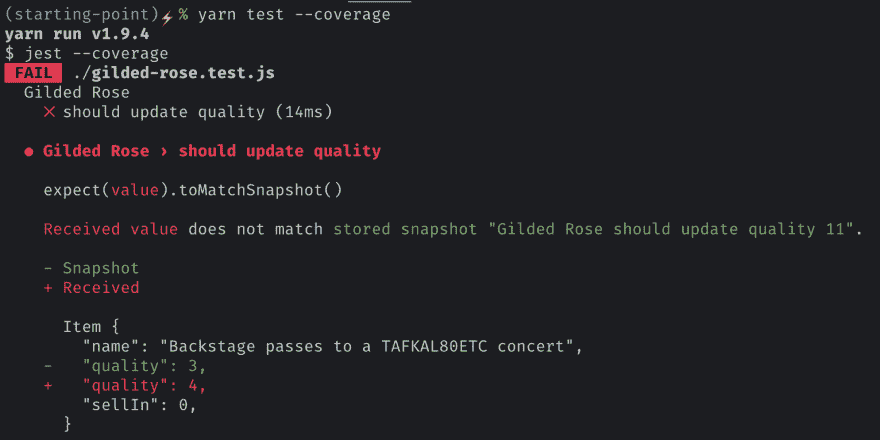 (starting-point)⚡% yarn test --coverage
yarn run v1.9.4
$ jest --coverage
FAIL ./gilded-rose.test.js
Gilded Rose
✕ should update quality (14ms)
● Gilded Rose › should update quality
expect(value).toMatchSnapshot()
Received value does not match stored snapshot "Gilded Rose should update quality 11".
- Snapshot
+ Received
Item {
"name": "Backstage passes to a TAFKAL80ETC concert",
- "quality": 3,
+ "quality": 4,
"sellIn": 0,
}